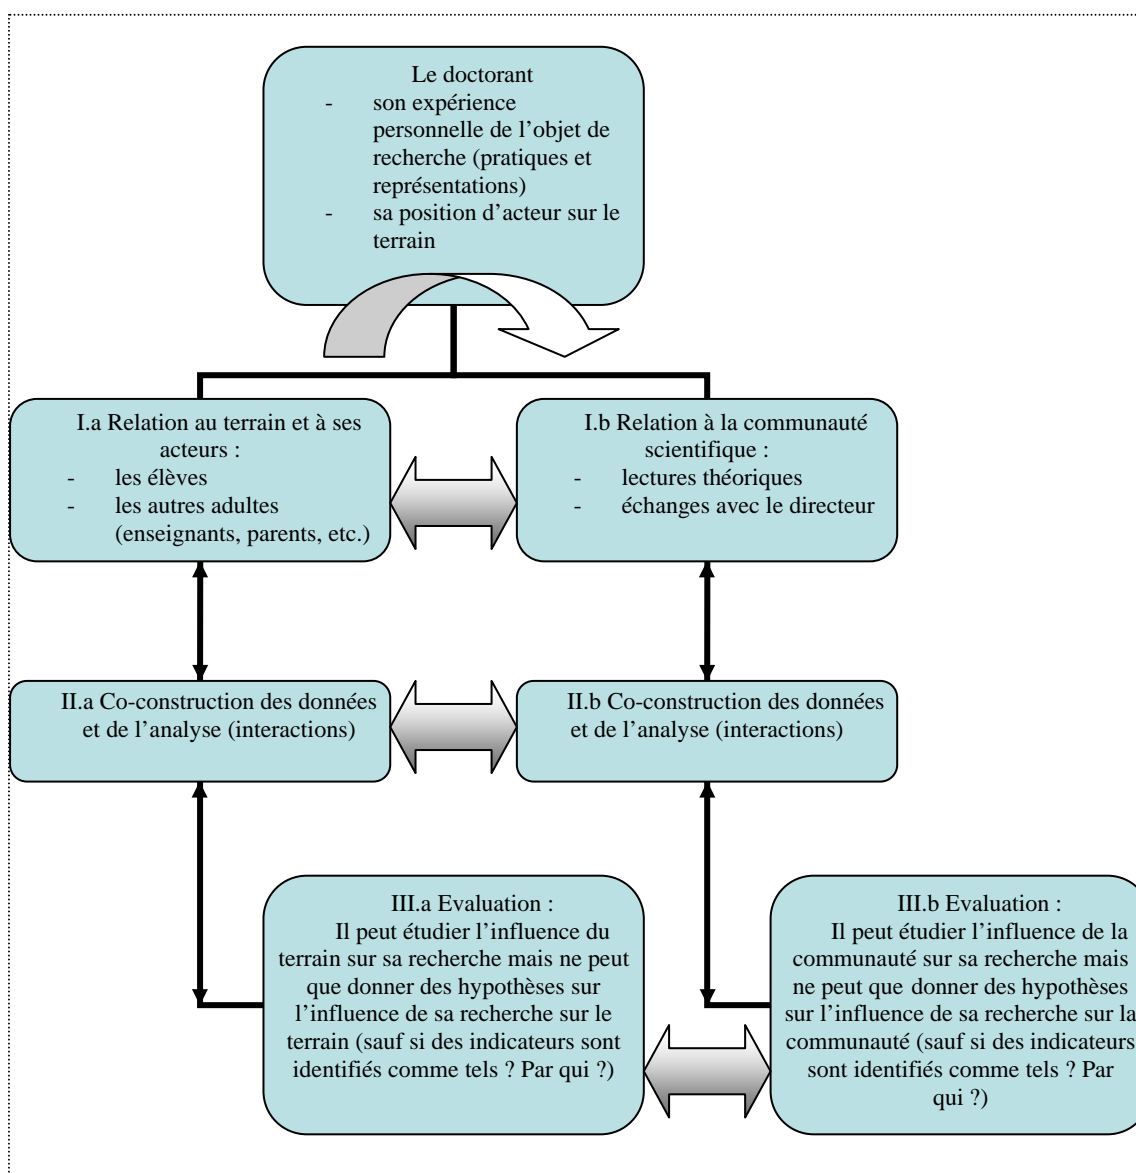 Le doctorant
- son expérience
personnelle de l'objet de
recherche (pratiques et
représentations)
- sa position d'acteur sur le
terrain
I.a Relation au terrain et à ses
acteurs :
- les élèves
- les autres adultes
(enseignants, parents, etc.)
I.b Relation à la communauté
scientifique :
- lectures théoriques
- échanges avec le directeur
II.a Co-construction des données
et de l'analyse (interactions)
II.b Co-construction des données
et de l'analyse (interactions)
III.a Evaluation :
Il peut étudier l'influence du
terrain sur sa recherche mais ne peut
que donner des hypothèses sur
l'influence de sa recherche sur le
terrain (sauf si des indicateurs sont
identifiés comme tels ? Par qui ?)
III.b Evaluation :
Il peut étudier l'influence de la
communauté sur sa recherche mais
ne peut que donner des hypothèses
sur l'influence de sa recherche sur la
communauté (sauf si des indicateurs
sont identifiés comme tels ? Par
qui ?)